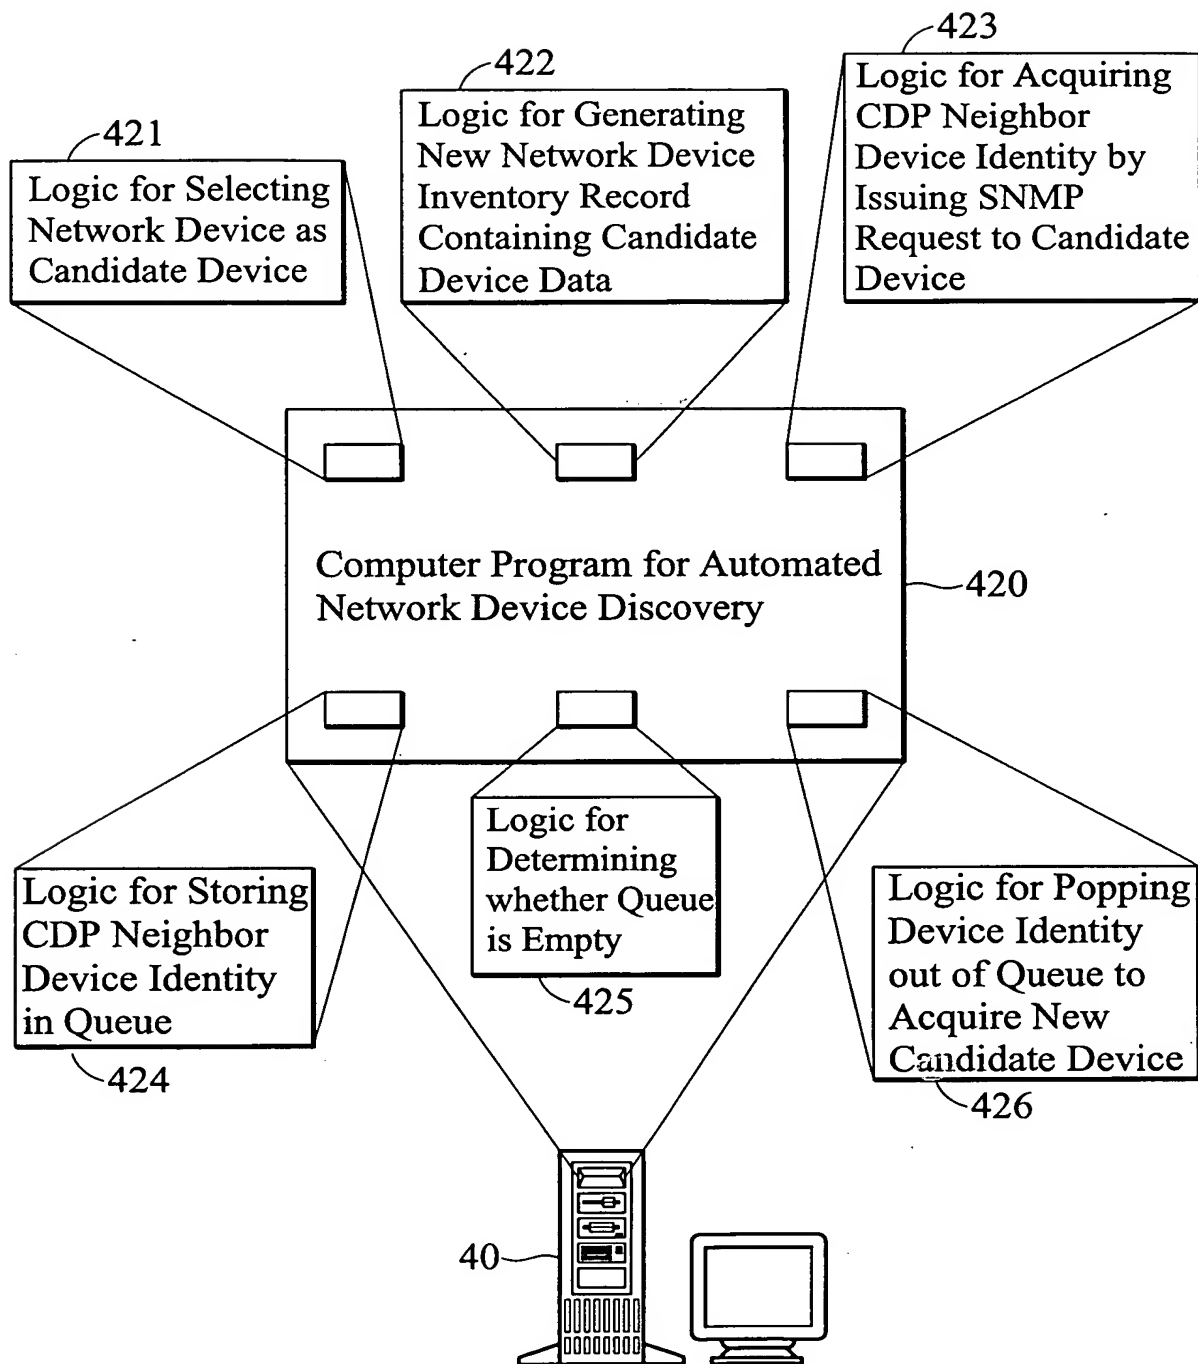 421
Logic for Selecting
Network Device as
Candidate Device
422
Logic for Generating
New Network Device
Inventory Record
Containing Candidate
Device Data
423
Logic for Acquiring
CDP Neighbor
Device Identity by
Issuing SNMP
Request to Candidate
Device
Computer Program for Automated
Network Device Discovery
420
Logic for Storing
CDP Neighbor
Device Identity
in Queue
424
Logic for
Determining
whether Queue
is Empty
425
Logic for Popping
Device Identity
out of Queue to
Acquire New
Candidate Device
426
40